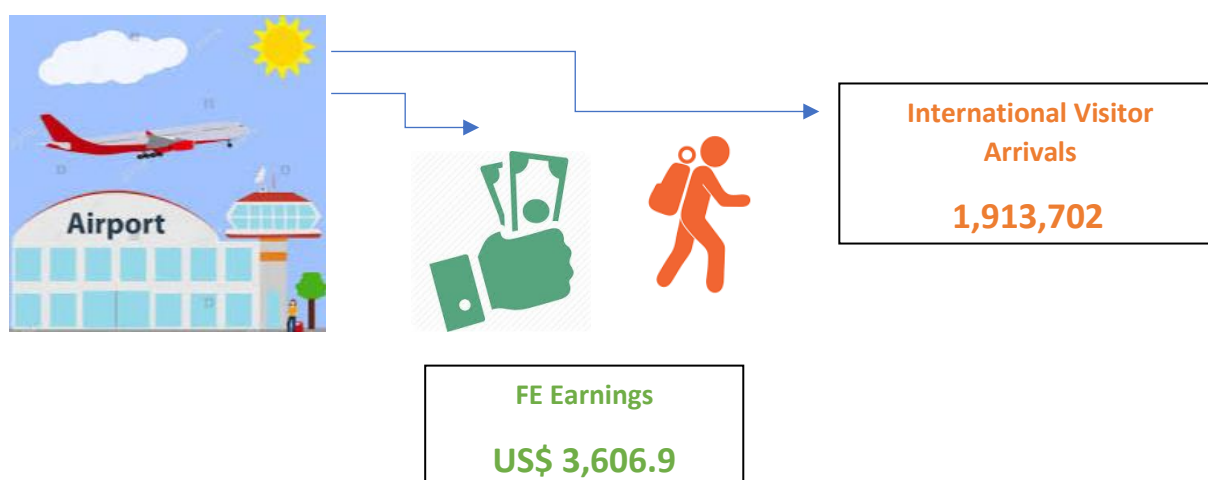 Airport
International Visitor
Arrivals
1,913,702
FE Earnings
US$ 3,606.9